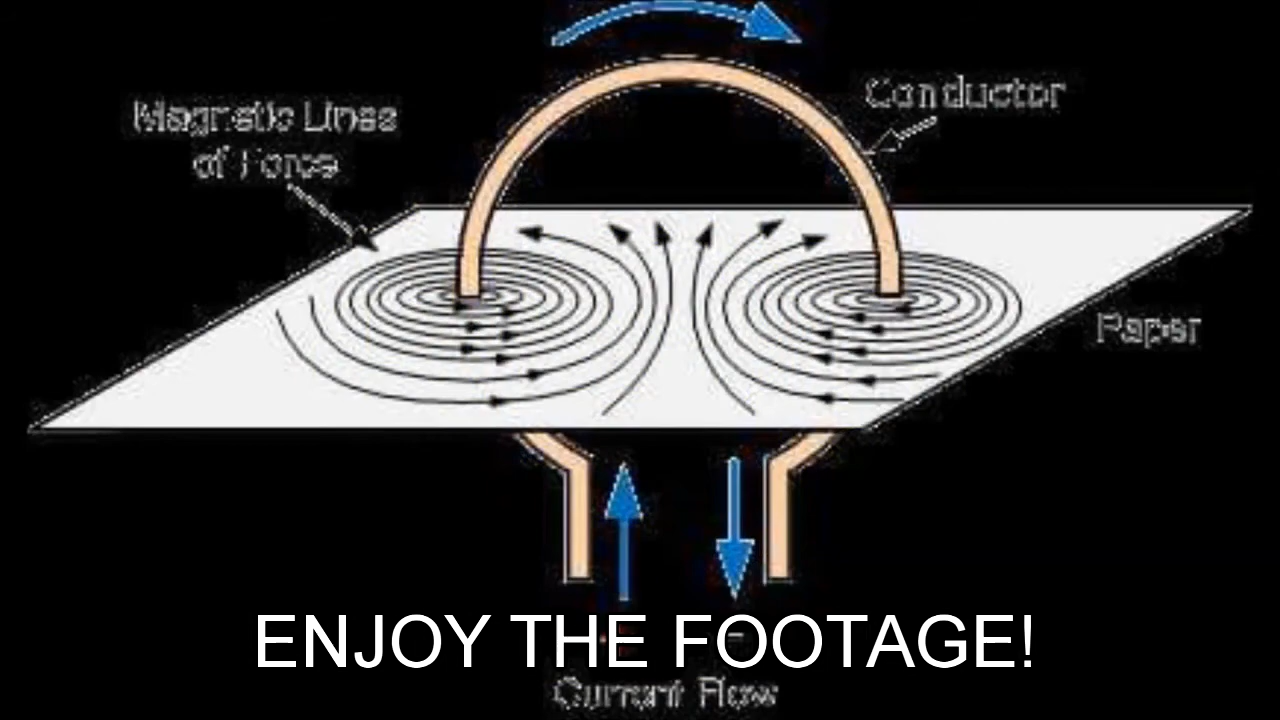 Conductor
Magnetic Lines
of Force
Paper
ENJOY THE FOOTAGE!
Current Flow